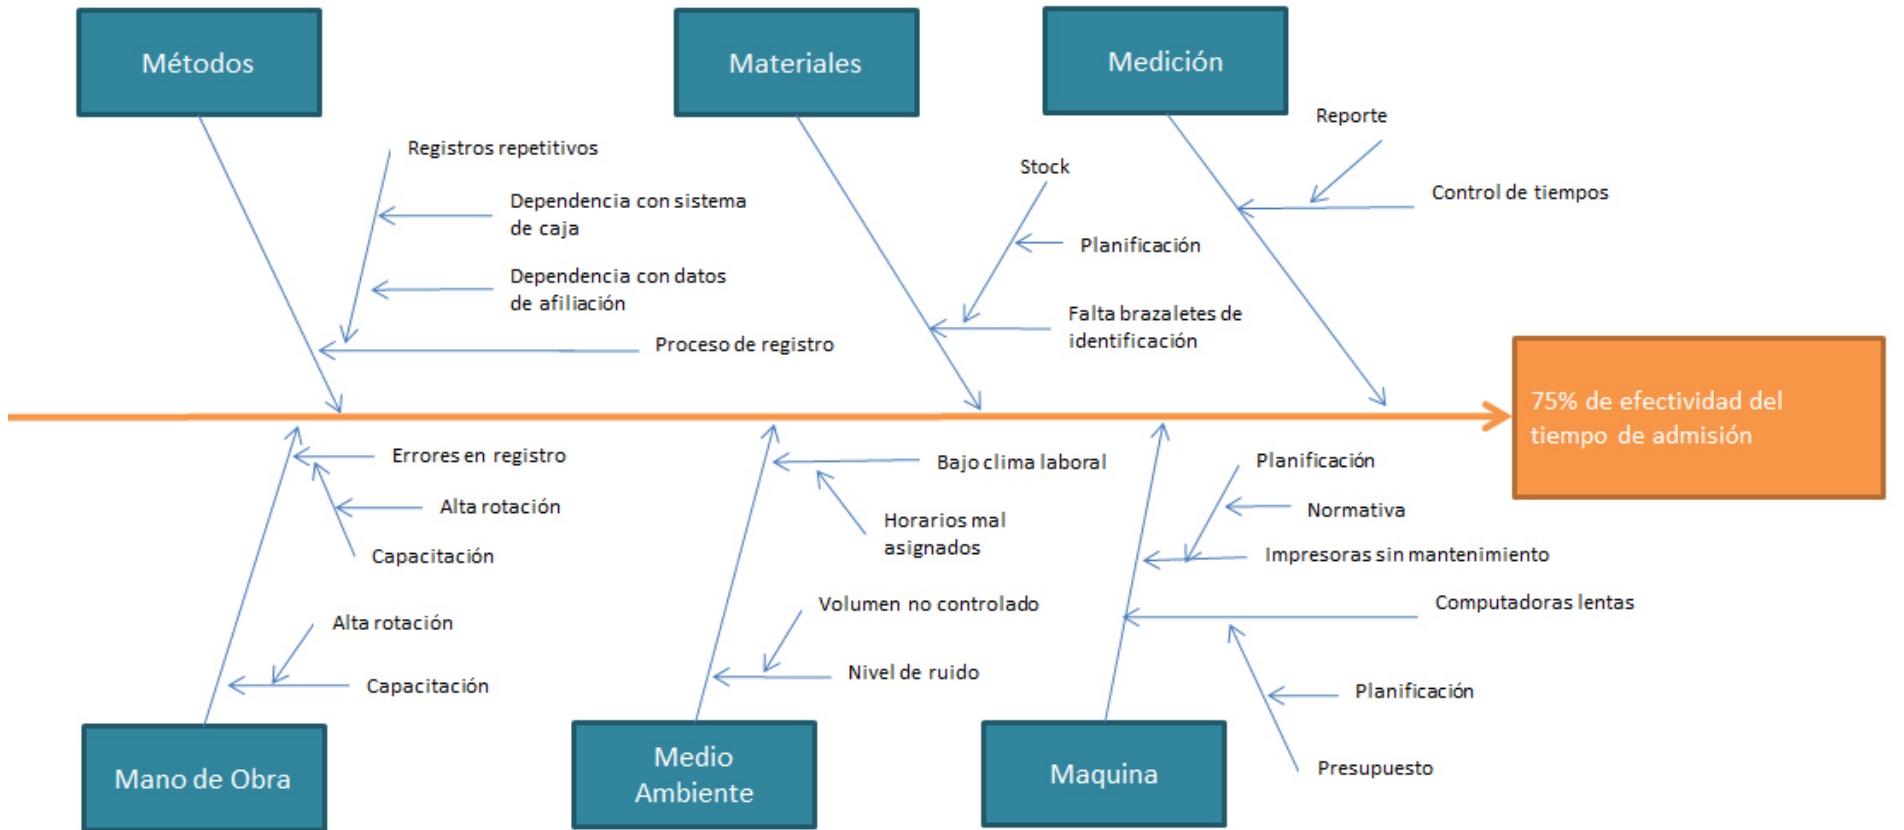 Métodos
Materiales
Medición
Reporte
Registros repetitivos
Stock
Control de tiempos
Dependencia con sistema
de caja
Planificación
Dependencia con datos
de afiliación
Falta brazaletes de
identificación
Proceso de registro
75% de efectividad del
tiempo de admisión
Errores en registro
Bajo clima laboral
Planificación
Alta rotación
Horarios mal
asignados
Normativa
Capacitación
Impresoras sin mantenimiento
Volumen no controlado
Computadoras lentas
Alta rotación
Nivel de ruido
Capacitación
Planificación
Presupuesto
Mano de Obra
Medio
Ambiente
Maquina